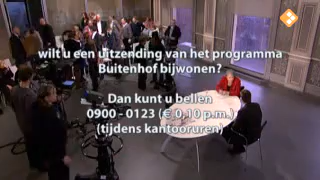 wilt u een uitzending van het programma
Buitenhof bijwonen?
Dan kunt u bellen
0900 - 0123 (€ 0,10 p.m.)
(tijdens kantooruren)